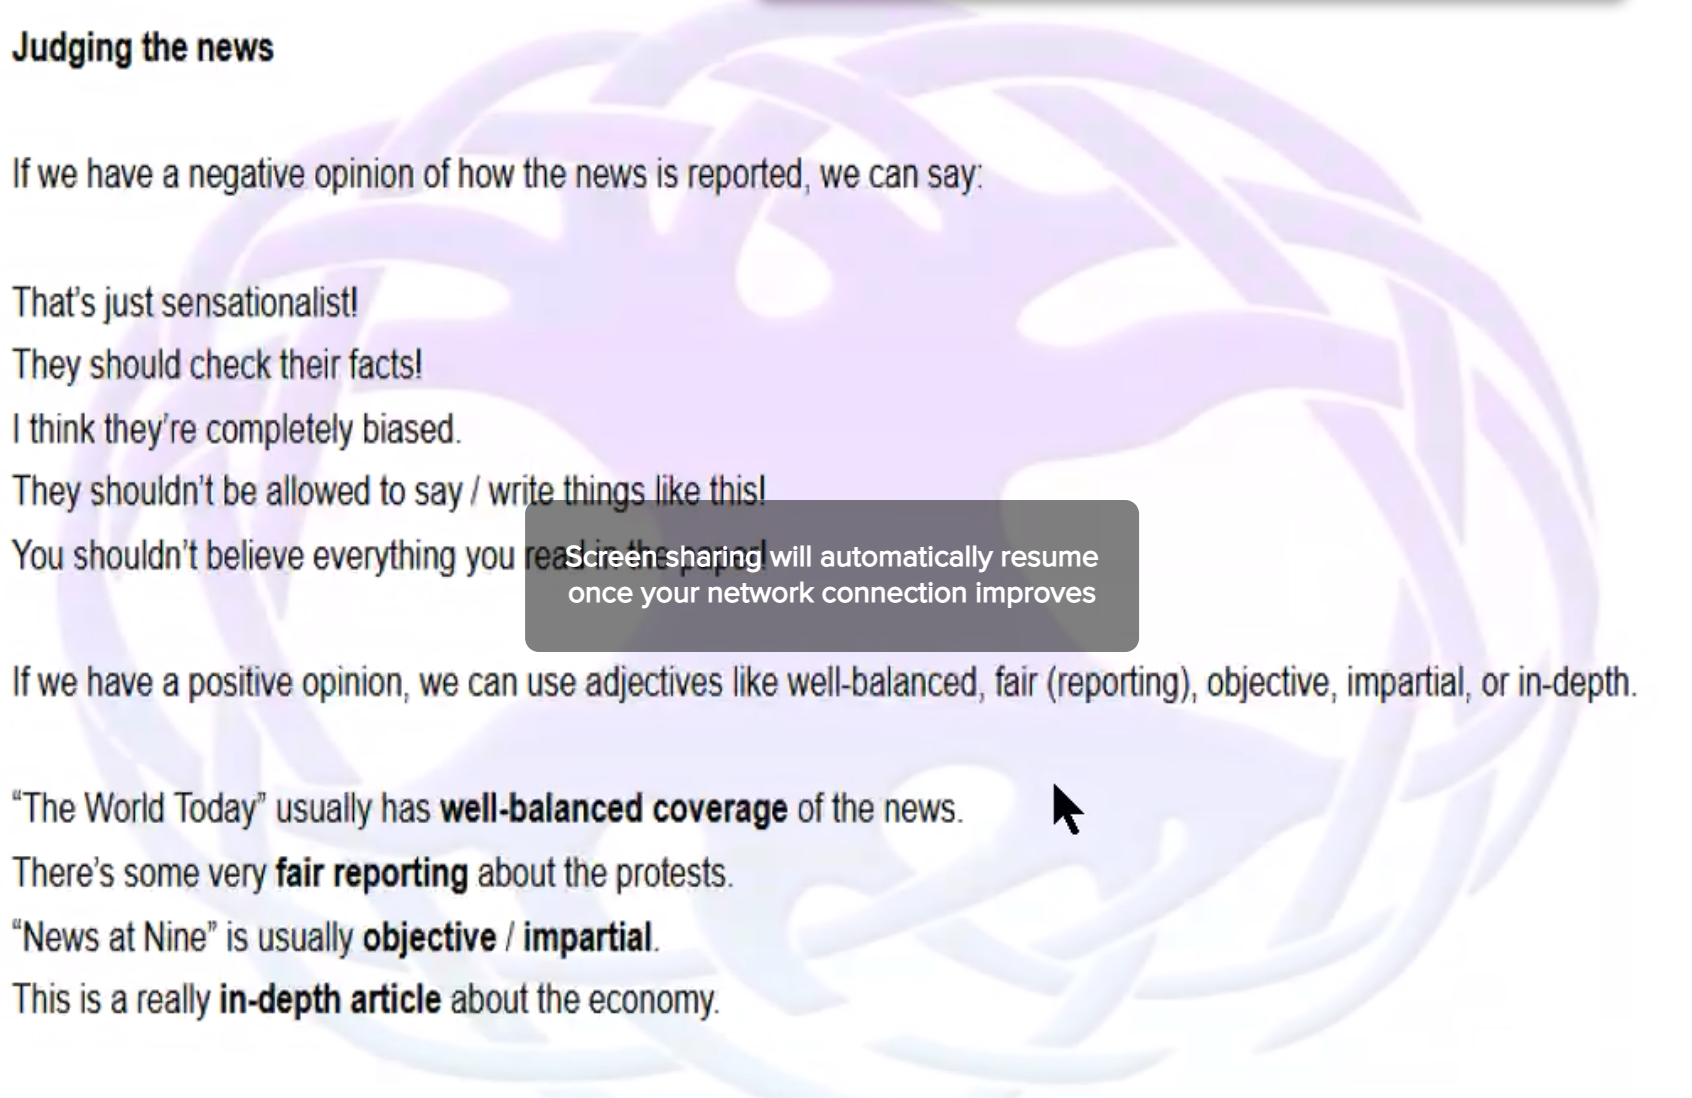 Judging the news
If we have a negative opinion of how the news is reported, we can say:
That's just sensationalist!
They should check their facts!
I think they're completely biased.
They shouldn't be allowed to say / write things like this!
You shouldn't believe everything you read in the paper!
Screen sharing will automatically resume
once your network connection improves
If we have a positive opinion, we can use adjectives like well-balanced, fair (reporting), objective, impartial, or in-depth.
“The World Today” usually has well-balanced coverage of the news.
There's some very fair reporting about the protests.
“News at Nine” is usually objective / impartial.
This is a really in-depth article about the economy.